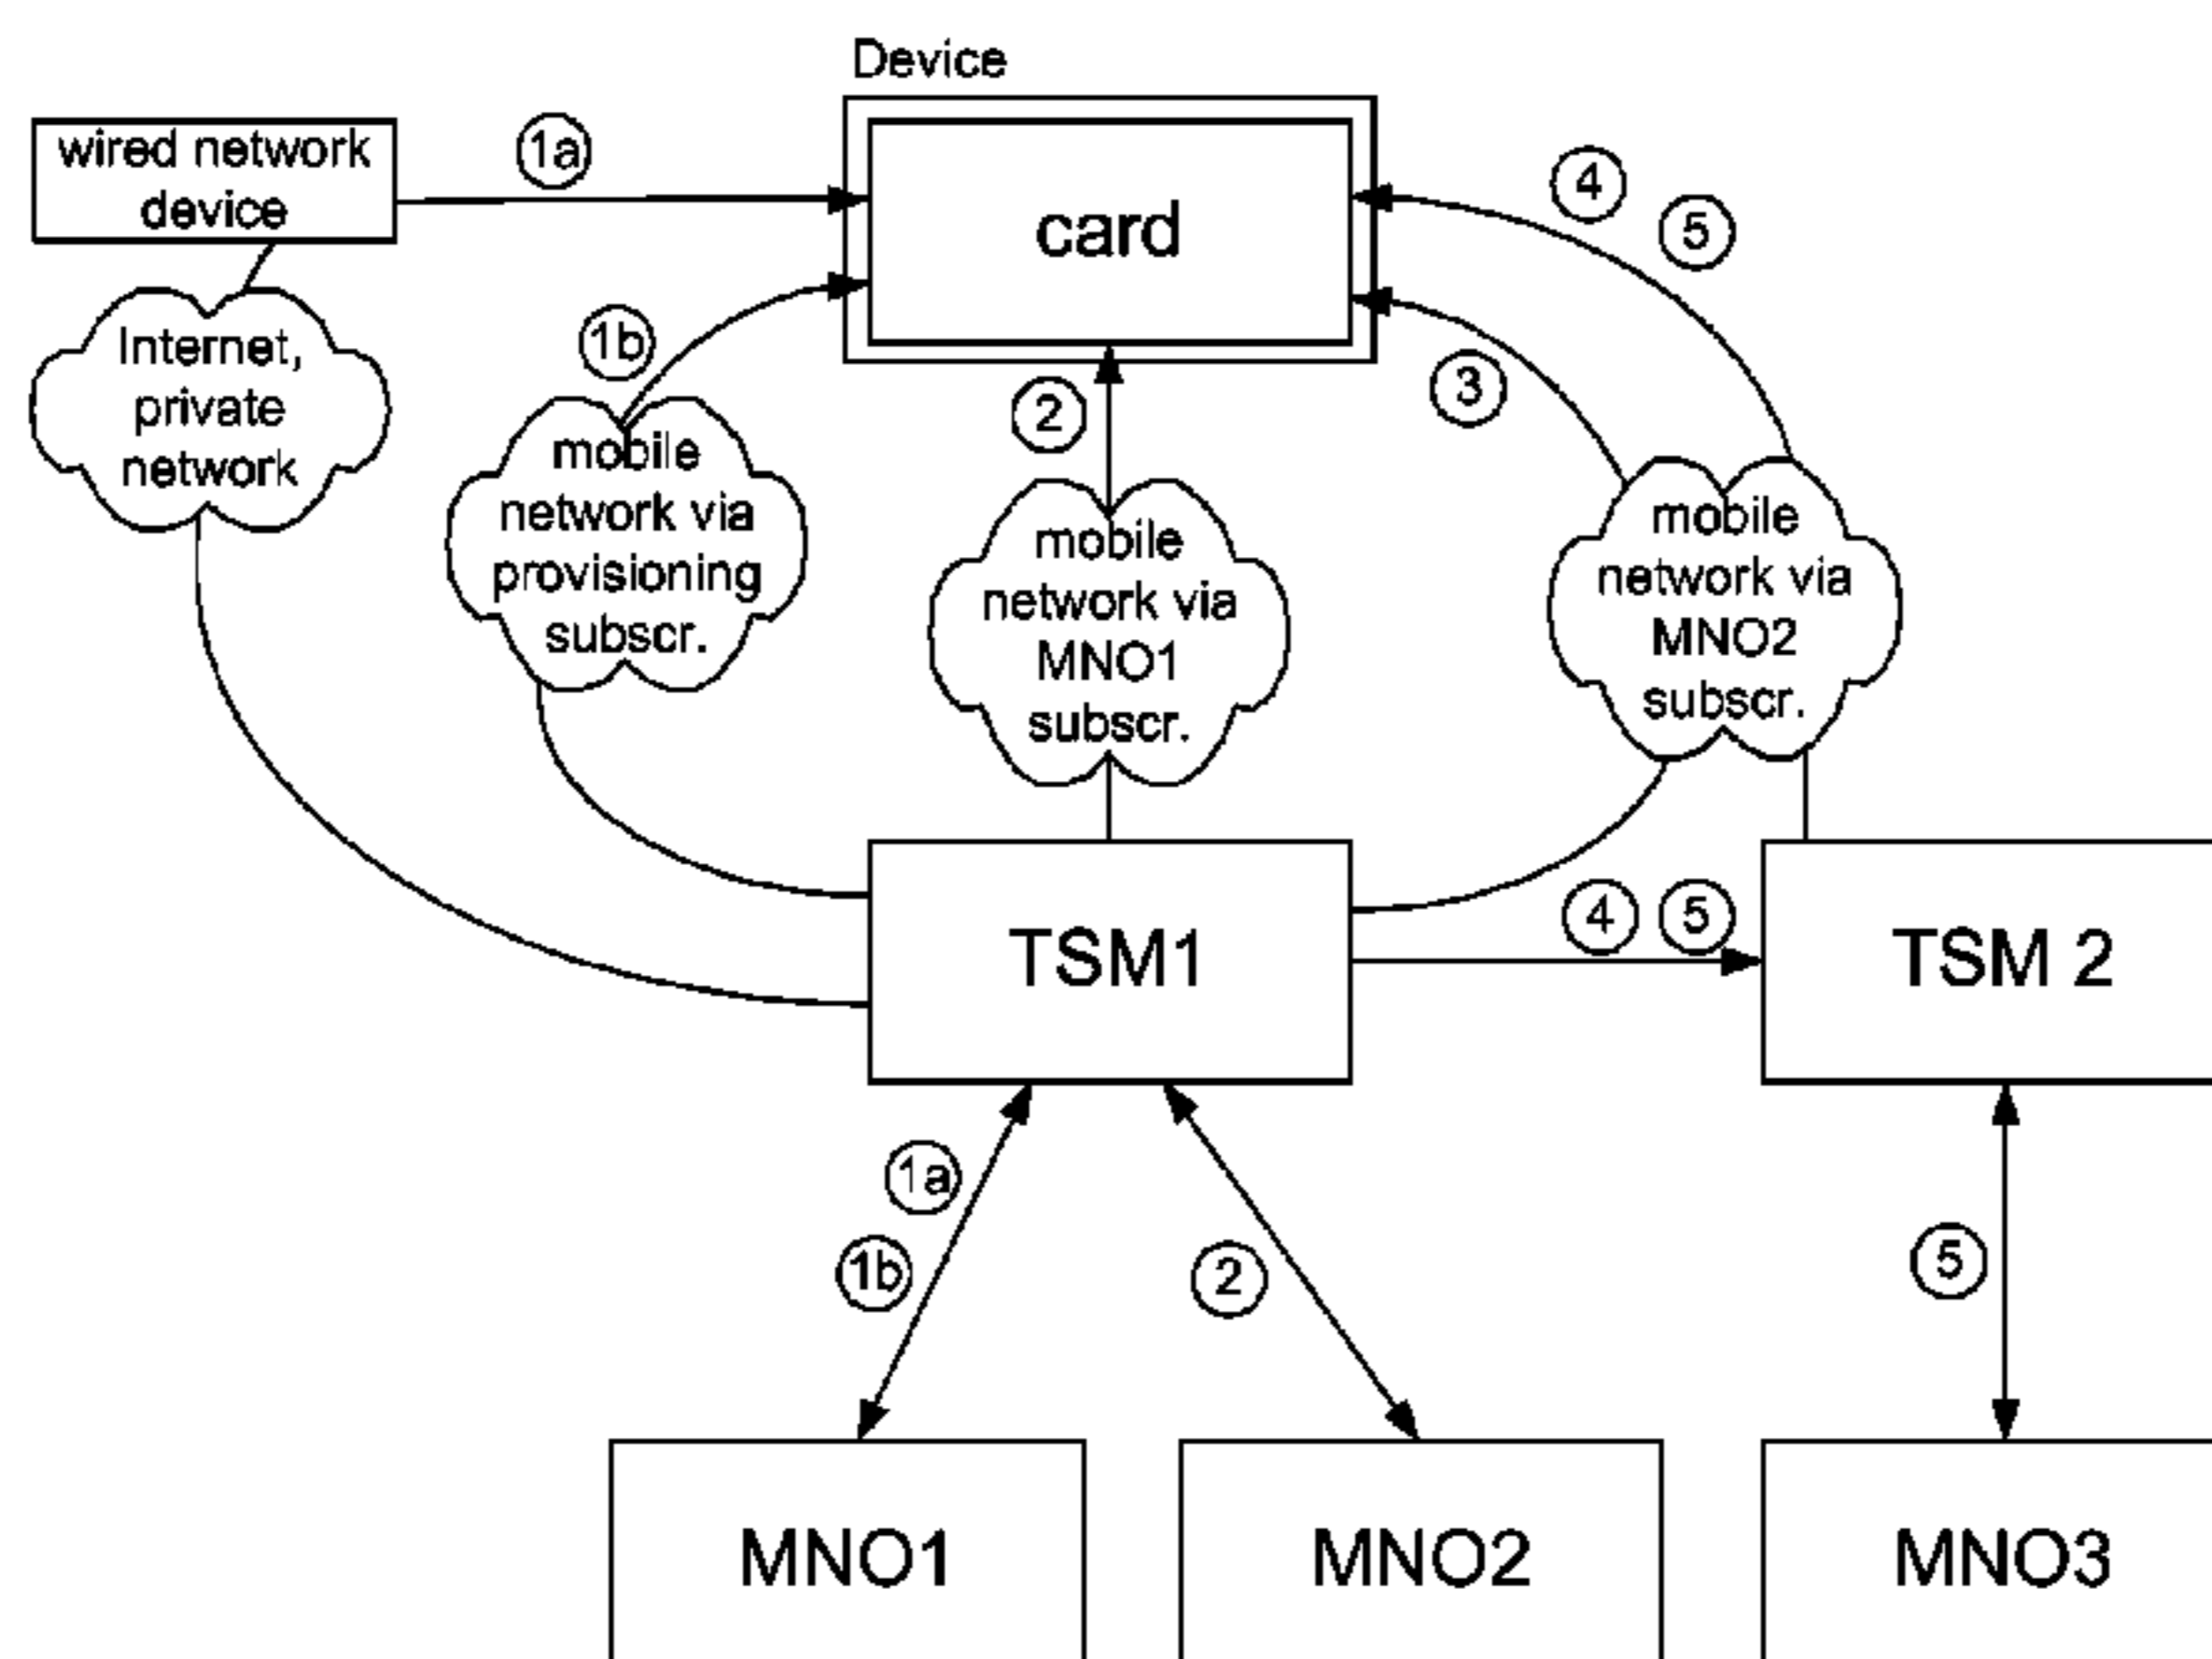 Device
wired network
device
1a
card
4
5
Internet,
private
network
1b
2
3
mobile
network via
provisioning
subscr.
mobile
network via
MNO1
subscr.
mobile
network via
MNO2
subscr.
TSM1
4
5
TSM 2
1a
1b
2
5
MNO1
MNO2
MNO3